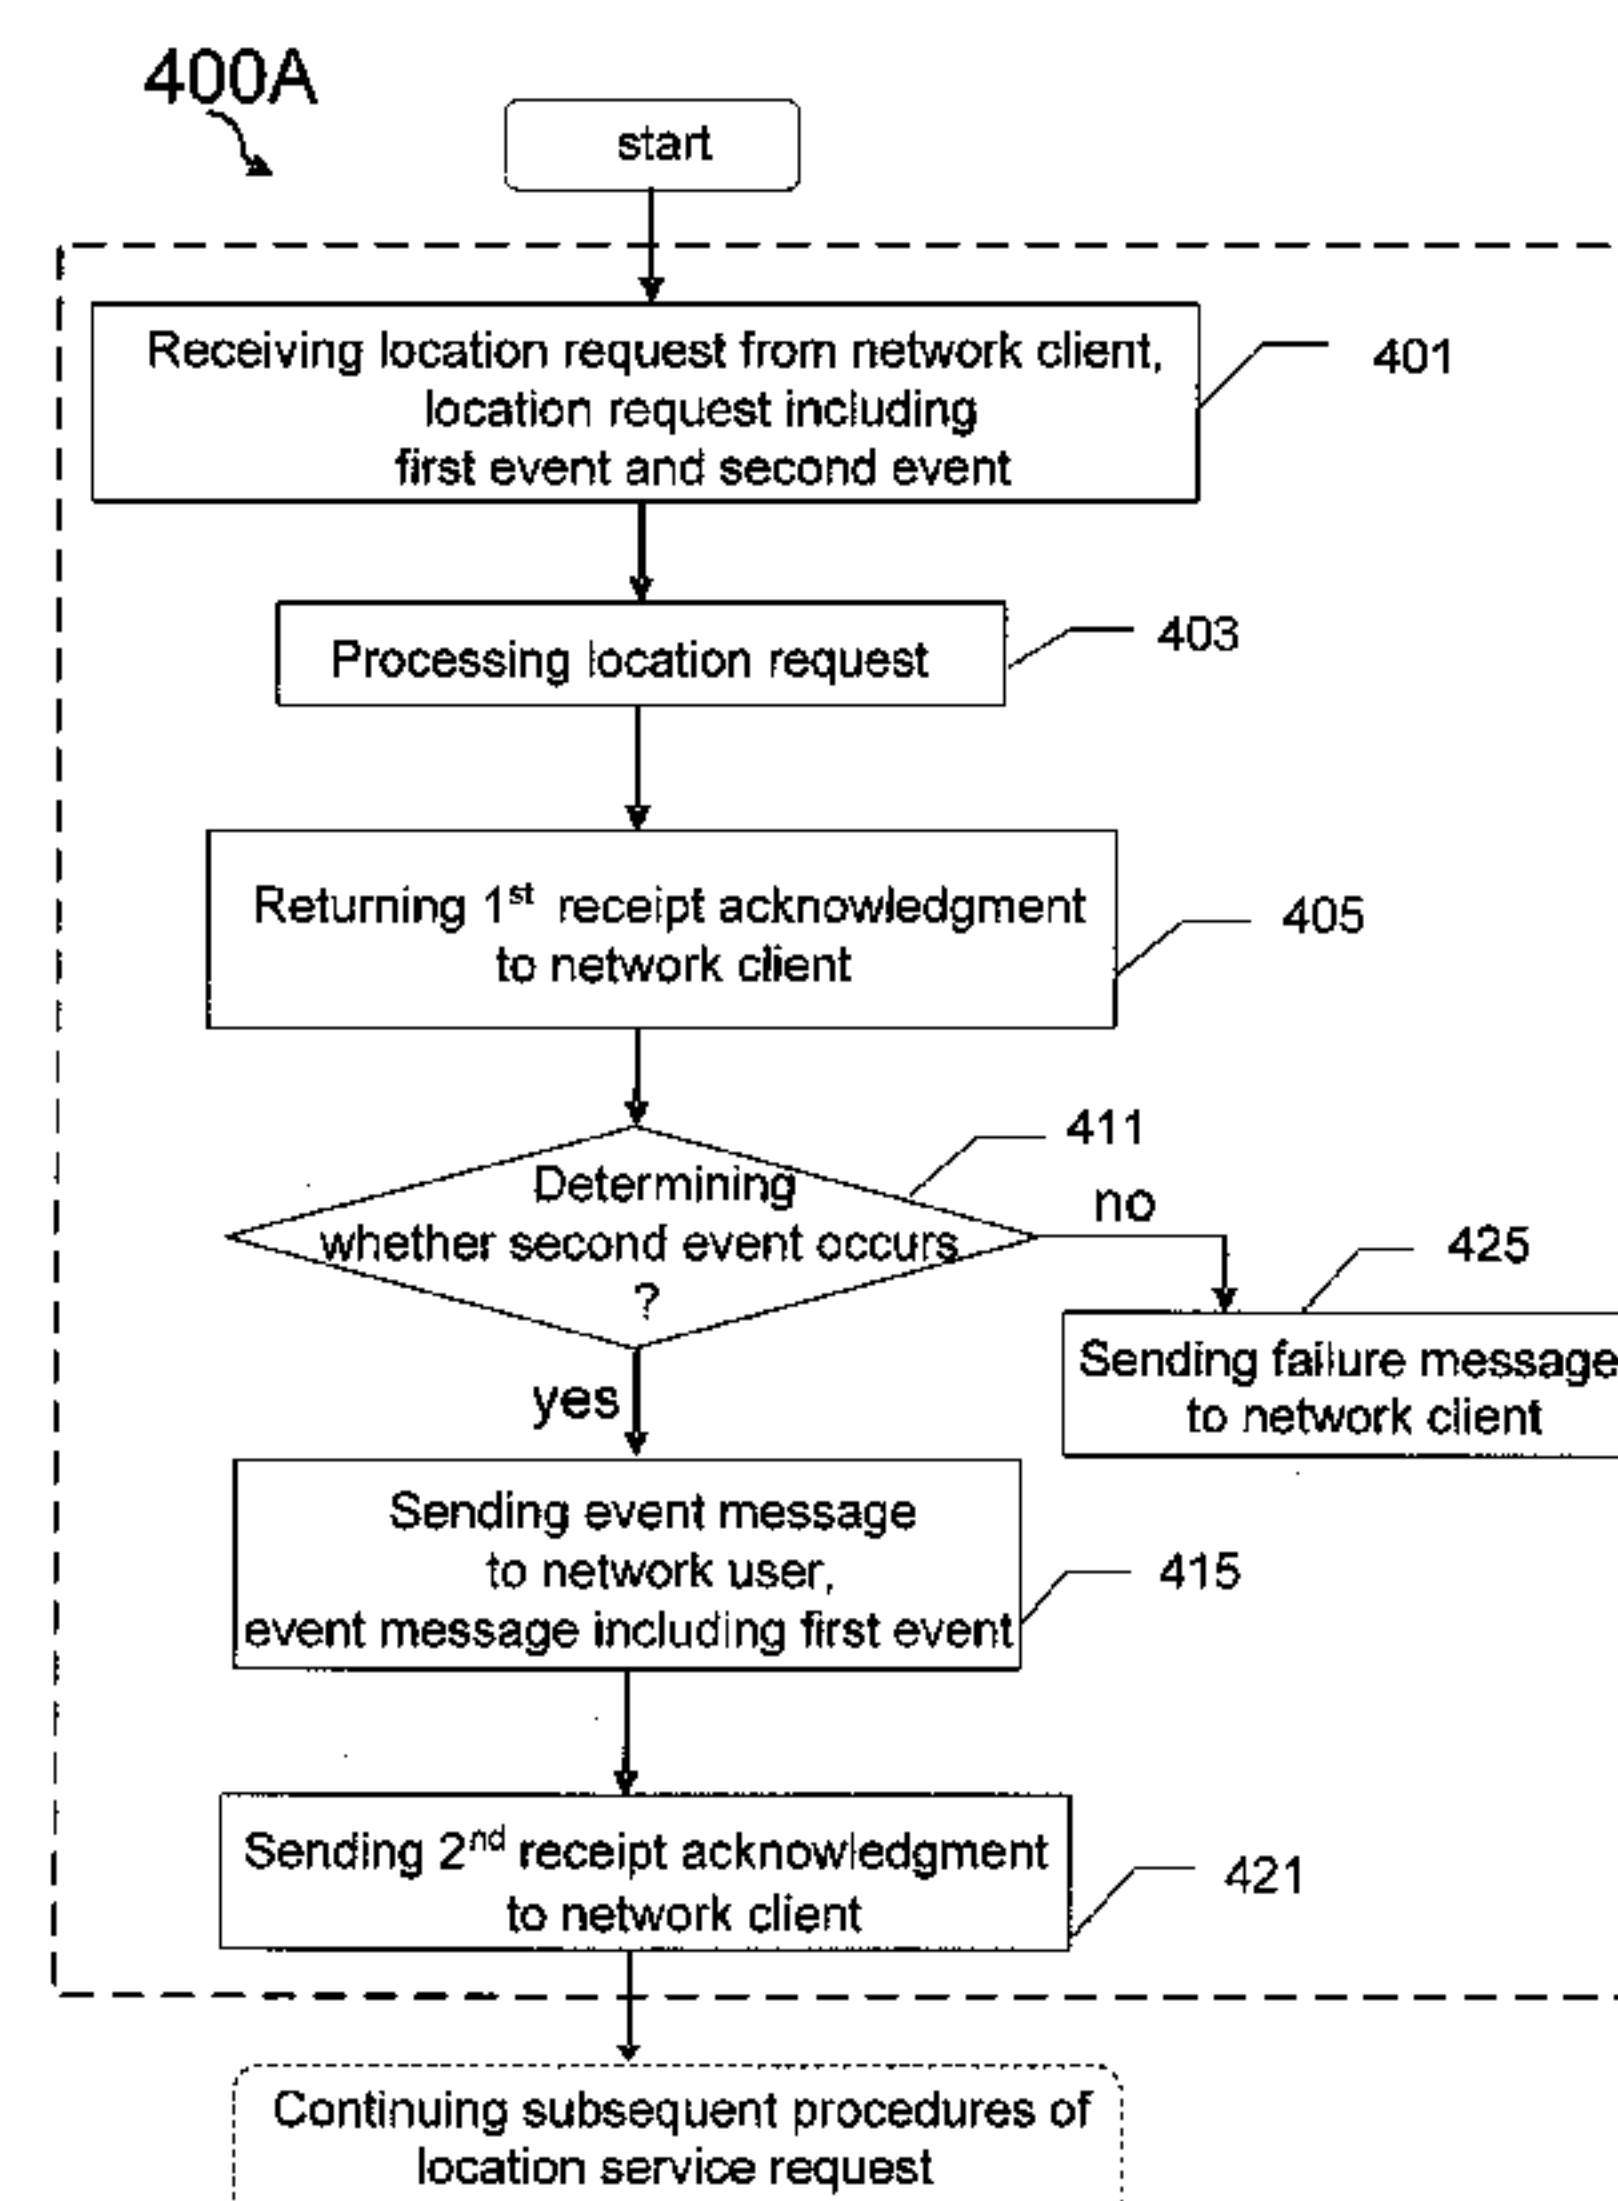 400A
start
Receiving location request from network client,
location request including
first event and second event
401
Processing location request
403
Returning 1st receipt acknowledgment
to network client
405
Determining
whether second event occurs
?
411
no
425
Sending failure message
to network client
yes
Sending event message
to network user,
event message including first event
415
Sending 2nd receipt acknowledgment
to network client
421
Continuing subsequent procedures of
location service request